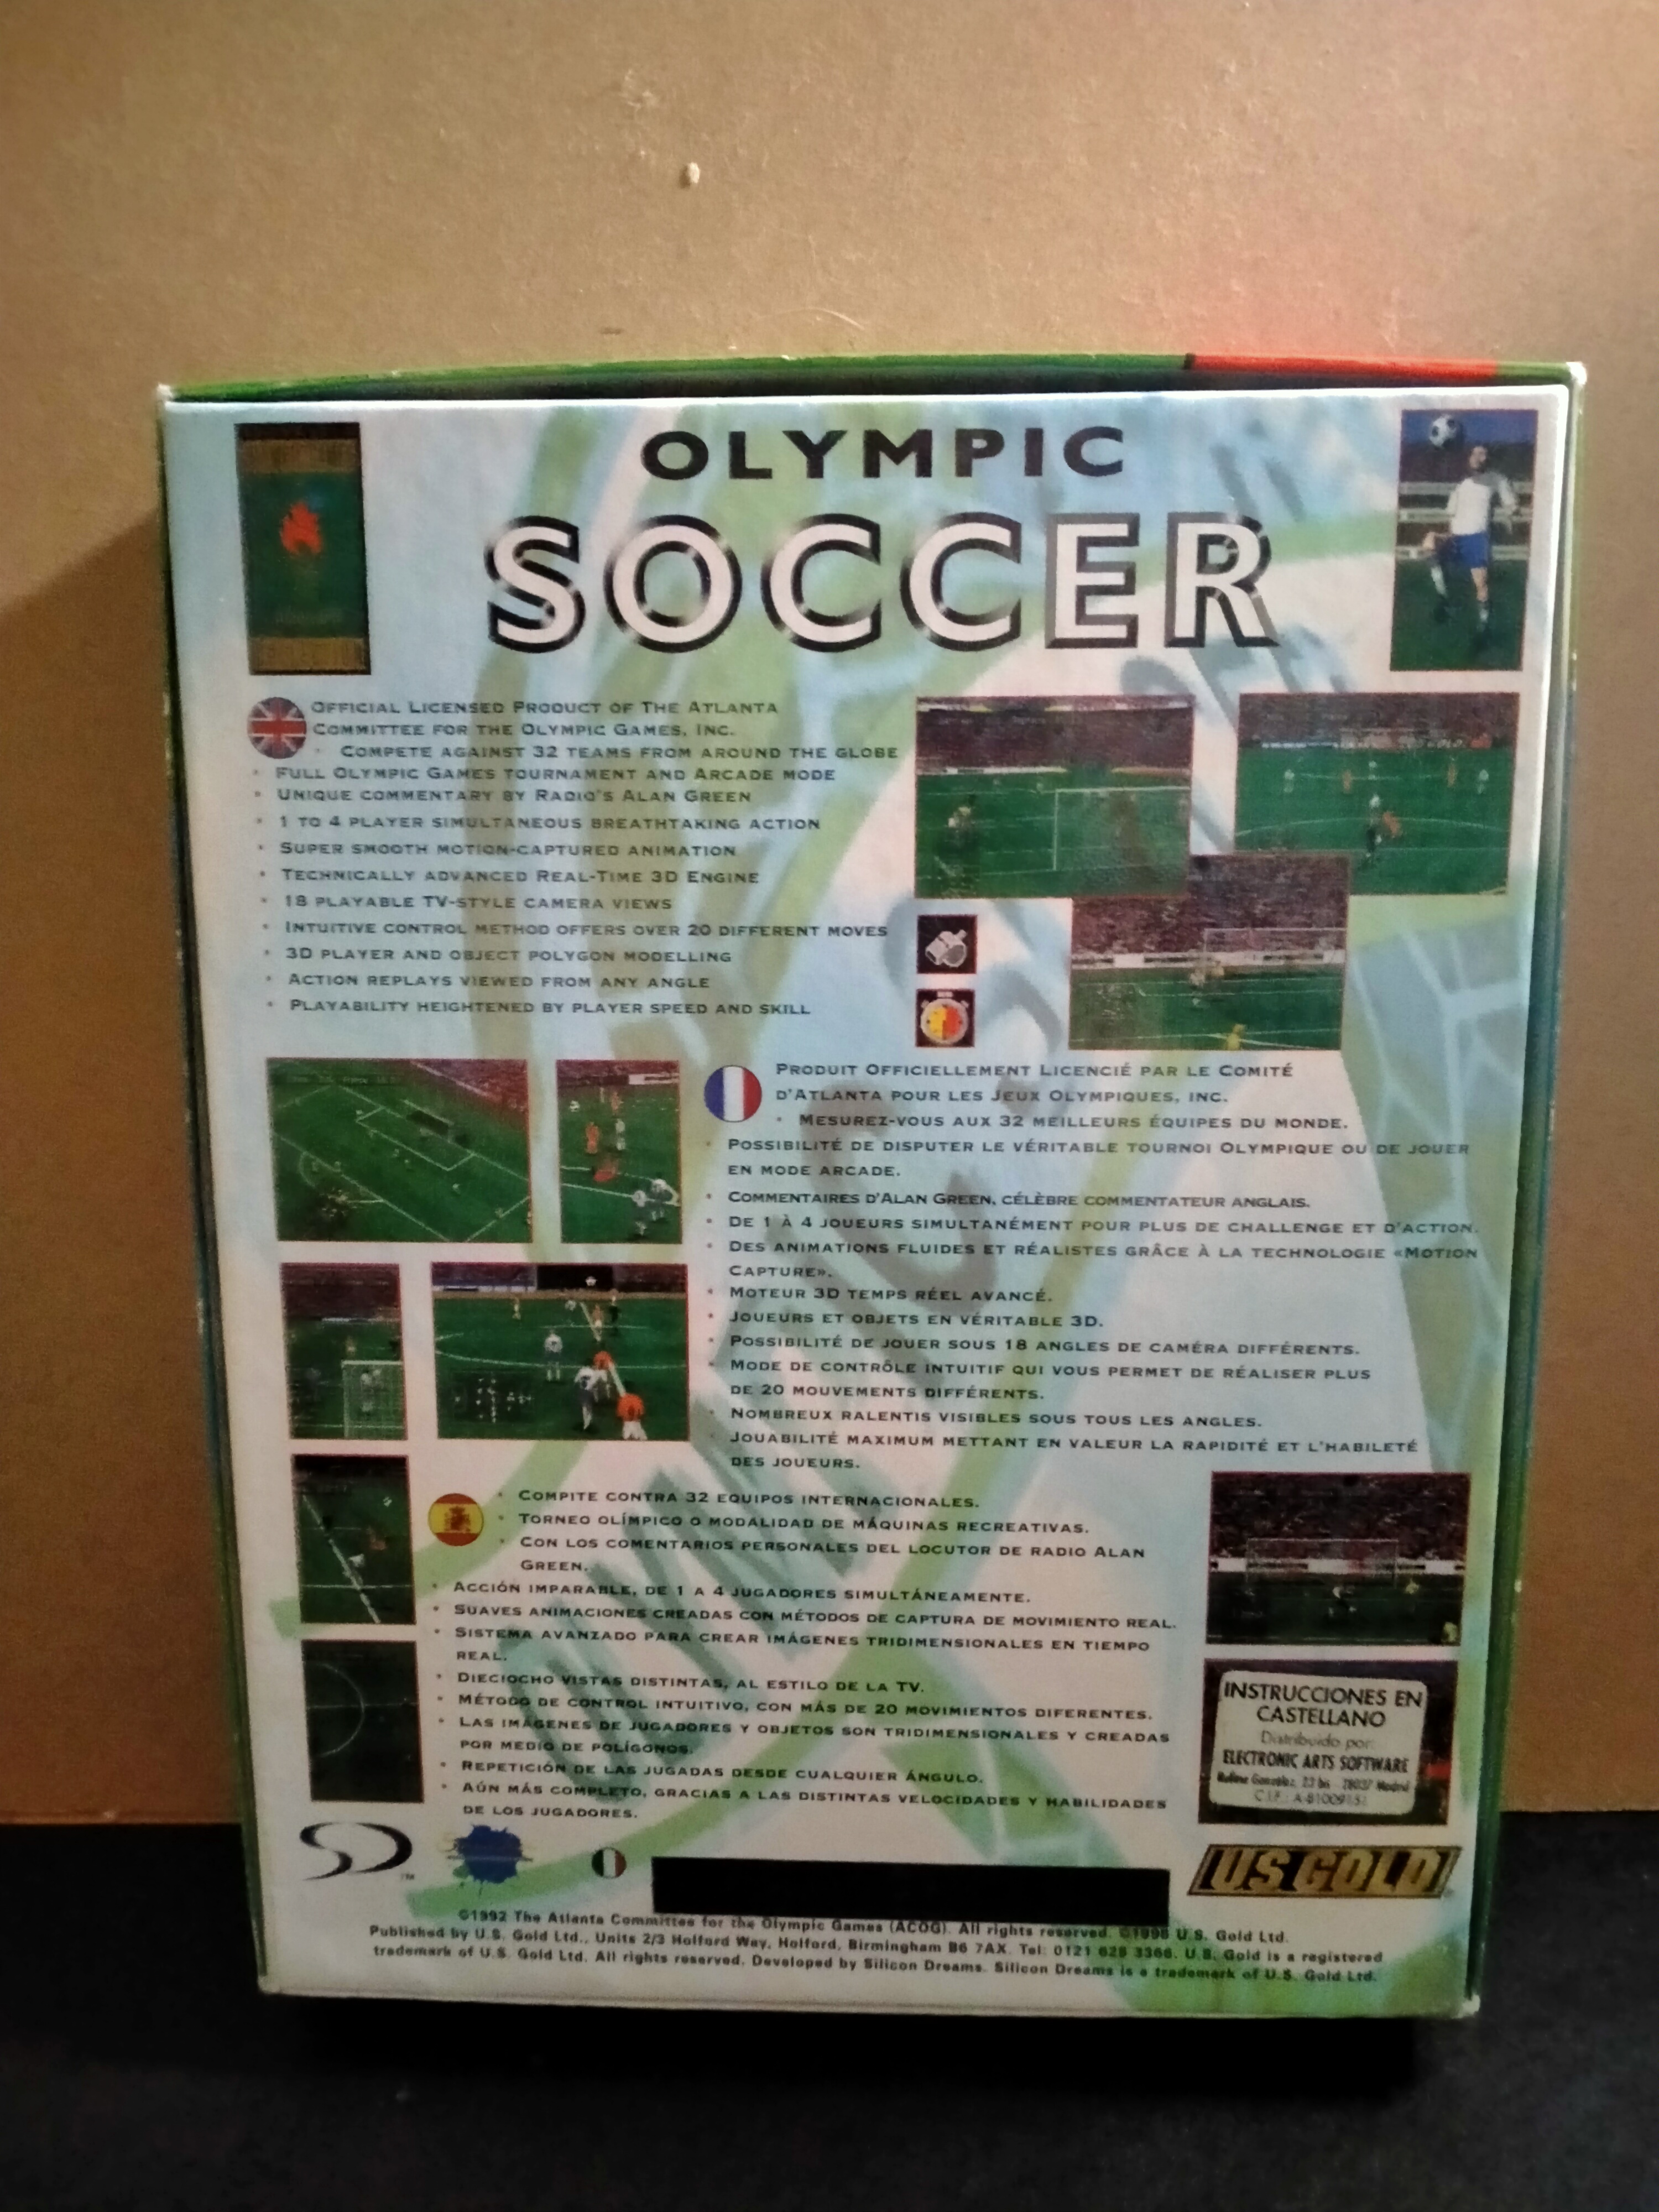 OLYMPIC
SOCCER
OFFICIAL LICENSED PRODUCT OF THE ATLANTA
COMMITTEE FOR THE OLYMPIC GAMES, INC.
• COMPETE AGAINST 32 TEAMS FROM AROUND THE GLOBE
• FULL OLYMPIC GAMES TOURNAMENT AND ARCADE MODE
• UNIQUE COMMENTARY BY RADIO'S ALAN GREEN
• 1 TO 4 PLAYER SIMULTANEOUS BREATHTAKING ACTION
• SUPER SMOOTH MOTION-CAPTURED ANIMATION
• TECHNICALLY ADVANCED REAL-TIME 3D ENGINE
• 18 PLAYABLE TV-STYLE CAMERA VIEWS
• INTUITIVE CONTROL METHOD OFFERS OVER 20 DIFFERENT MOVES
• 3D PLAYER AND OBJECT POLYGON MODELLING
• ACTION REPLAYS VIEWED FROM ANY ANGLE
• PLAYABILITY HEIGHTENED BY PLAYER SPEED AND SKILL
PRODUIT OFFICIELLEMENT LICENCIÉ PAR LE COMITÉ
D'ATLANTA POUR LES JEUX OLYMPIQUES, INC.
• MESUREZ-VOUS AUX 32 MEILLEURS ÉQUIPES DU MONDE.
• POSSIBILITÉ DE DISPUTER LE VÉRITABLE TOURNOI OLYMPIQUE OU DE JOUER
EN MODE ARCADE.
• COMMENTAIRES D'ALAN GREEN, CÉLÈBRE COMMENTATEUR ANGLAIS.
• DE 1 À 4 JOUEURS SIMULTANÉMENT POUR PLUS DE CHALLENGE ET D'ACTION.
• DES ANIMATIONS FLUIDES ET RÉALISTES GRÂCE À LA TECHNOLOGIE «MOTION
CAPTURE».
• MOTEUR 3D TEMPS RÉEL AVANCÉ.
• JOUEURS ET OBJETS EN VÉRITABLE 3D.
• POSSIBILITÉ DE JOUER SOUS 18 ANGLES DE CAMÉRA DIFFÉRENTS.
• MODE DE CONTRÔLE INTUITIF QUI VOUS PERMET DE RÉALISER PLUS
DE 20 MOUVEMENTS DIFFÉRENTS.
• NOMBREUX RALENTIS VISIBLES SOUS TOUS LES ANGLES.
• JOUABILITÉ MAXIMUM METTANT EN VALEUR LA RAPIDITÉ ET L'HABILETÉ
DES JOUEURS.
• COMPITE CONTRA 32 EQUIPOS INTERNACIONALES.
• TORNEO OLÍMPICO O MODALIDAD DE MÁQUINAS RECREATIVAS.
• CON LOS COMENTARIOS PERSONALES DEL LOCUTOR DE RADIO ALAN
GREEN.
• ACCIÓN IMPARABLE, DE 1 A 4 JUGADORES SIMULTÁNEAMENTE.
• SUAVES ANIMACIONES CREADAS CON MÉTODOS DE CAPTURA DE MOVIMIENTO REAL.
• SISTEMA AVANZADO PARA CREAR IMÁGENES TRIDIMENSIONALES EN TIEMPO
REAL.
• DIECIOCHO VISTAS DISTINTAS, AL ESTILO DE LA TV.
• MÉTODO DE CONTROL INTUITIVO, CON MÁS DE 20 MOVIMIENTOS DIFERENTES.
• LAS IMÁGENES DE JUGADORES Y OBJETOS SON TRIDIMENSIONALES Y CREADAS
POR MEDIO DE POLÍGONOS.
• REPETICIÓN DE LAS JUGADAS DESDE CUALQUIER ÁNGULO.
• AÚN MÁS COMPLETO, GRACIAS A LAS DISTINTAS VELOCIDADES Y HABILIDADES
DE LOS JUGADORES.
INSTRUCCIONES EN
CASTELLANO
Distribuido por:
ELECTRONIC ARTS SOFTWARE
28037 Madrid
C.I.F.:
SD™
US GOLD
©1992 The Atlanta Committee for the Olympic Games (ACOG). All rights reserved. ©1996 U.S. Gold Ltd.
Published by U.S. Gold Ltd., Units 2/3 Holford Way, Holford, Birmingham B6 7AX. Tel: 0121 625 3366. U.S. Gold is a registered
trademark of U.S. Gold Ltd. All rights reserved. Developed by Silicon Dreams. Silicon Dreams is a trademark of U.S. Gold Ltd.